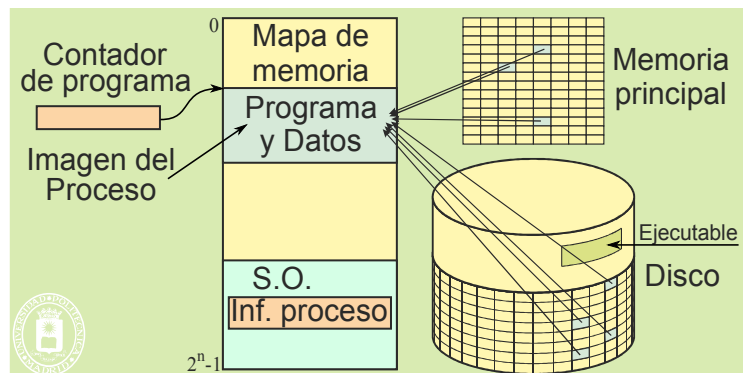 0
Contador
de programa
Mapa de
memoria
Memoria
principal
Programa
y Datos
Imagen del
Proceso
Ejecutable
Disco
S.O.
Inf. proceso
2ⁿ-1